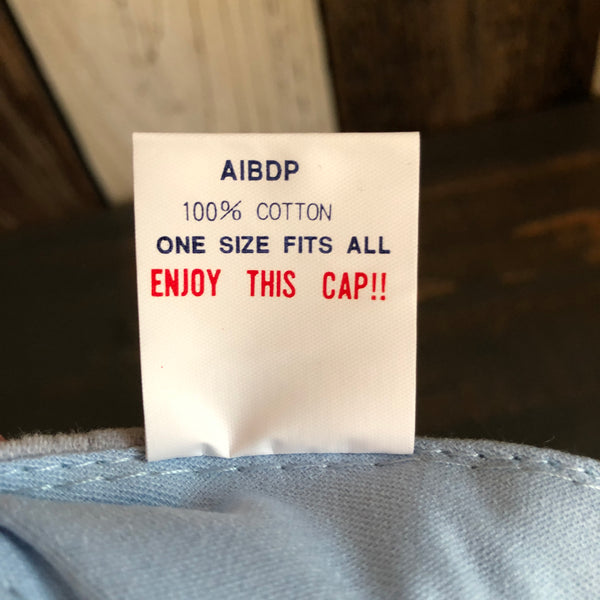 AIBDP
100% COTTON
ONE SIZE FITS ALL
ENJOY THIS CAP!!